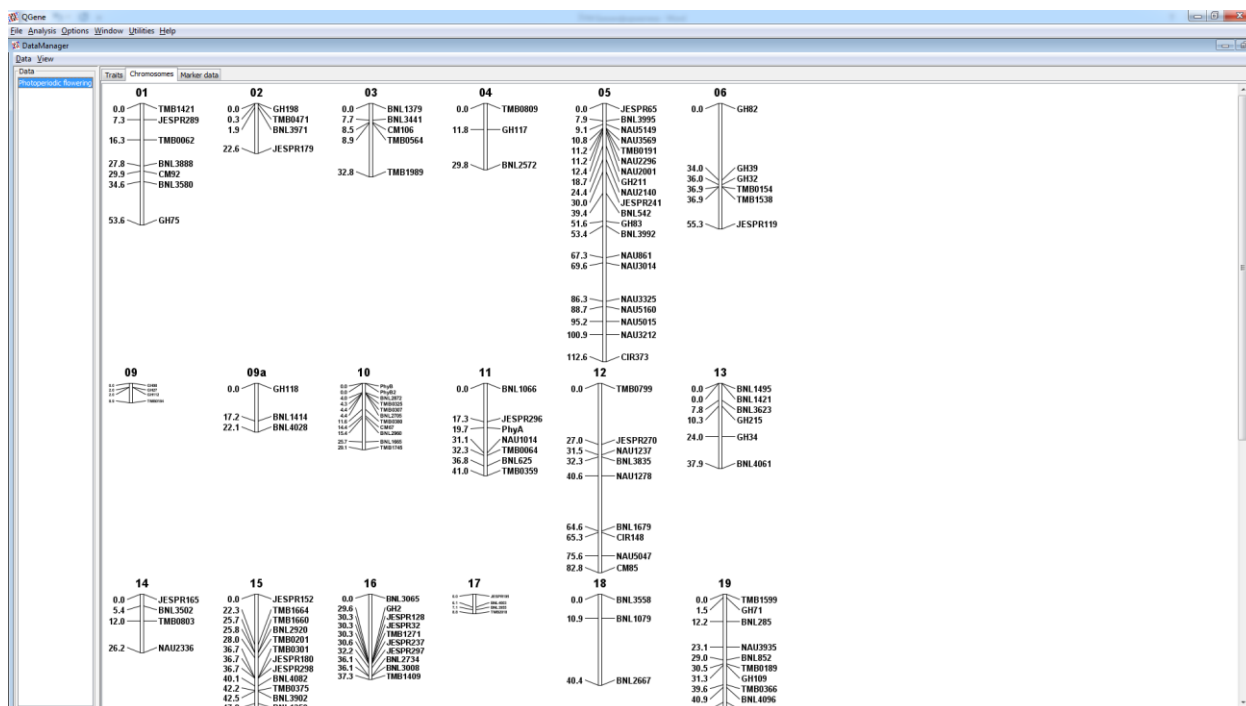 QGene
File Analysis Options Window Utilities Help
DataManager
Data View
Data
Photoperiodic flowering
Traits Chromosomes Marker data
01
0.0 TMB1421
7.3 JESPR289
16.3 TMB0062
27.8 BNL3888
29.9 CM92
34.6 BNL3580
53.6 GH75
02
0.0 GH198
0.3 TMB0471
1.9 BNL3971
22.6 JESPR179
03
0.0 BNL1379
7.7 BNL3441
8.5 CM106
8.9 TMB0564
32.8 TMB1989
04
0.0 TMB0809
11.8 GH117
29.8 BNL2572
05
0.0 JESPR65
7.9 BNL3995
9.1 NAU5149
10.8 NAU3569
11.2 TMB0191
11.2 NAU2296
12.4 NAU2001
18.7 GH211
24.4 NAU2140
30.0 JESPR241
39.4 BNL542
51.6 GH83
53.4 BNL3992
67.3 NAU861
69.6 NAU3014
86.3 NAU3325
88.7 NAU5160
95.2 NAU5015
100.9 NAU3212
112.6 CIR373
06
0.0 GH82
34.0 GH39
36.0 GH32
36.9 TMB0154
36.9 TMB1538
55.3 JESPR119
09
09a
0.0 GH118
17.2 BNL1414
22.1 BNL4028
10
0.0 PhyB
0.0 PhyB2
11
0.0 BNL1066
17.3 JESPR296
19.7 PhyA
31.1 NAU1014
32.3 TMB0064
36.8 BNL625
41.0 TMB0359
12
0.0 TMB0799
27.0 JESPR270
31.5 NAU1237
32.3 BNL3835
40.6 NAU1278
64.6 BNL1679
65.3 CIR148
75.6 NAU5047
82.8 CM85
13
0.0 BNL1495
0.0 BNL1421
7.8 BNL3623
10.3 GH215
24.0 GH34
37.9 BNL4061
14
0.0 JESPR165
5.4 BNL3502
12.0 TMB0803
26.2 NAU2336
15
0.0 JESPR152
22.3 TMB1664
25.7 TMB1660
25.8 BNL2920
28.0 TMB0201
36.7 TMB0301
36.7 JESPR180
36.7 JESPR298
40.1 BNL4082
42.2 TMB0375
42.5 BNL3902
16
0.0 BNL3065
29.6 GH2
30.3 JESPR128
30.3 JESPR32
30.3 TMB1271
30.6 JESPR237
32.2 JESPR297
36.1 BNL2734
36.1 BNL3008
37.3 TMB1409
17
18
0.0 BNL3558
10.9 BNL1079
40.4 BNL2667
19
0.0 TMB1599
1.5 GH71
12.2 BNL285
23.1 NAU3935
29.0 BNL852
30.5 TMB0189
31.3 GH109
39.6 TMB0366
40.9 BNL4096